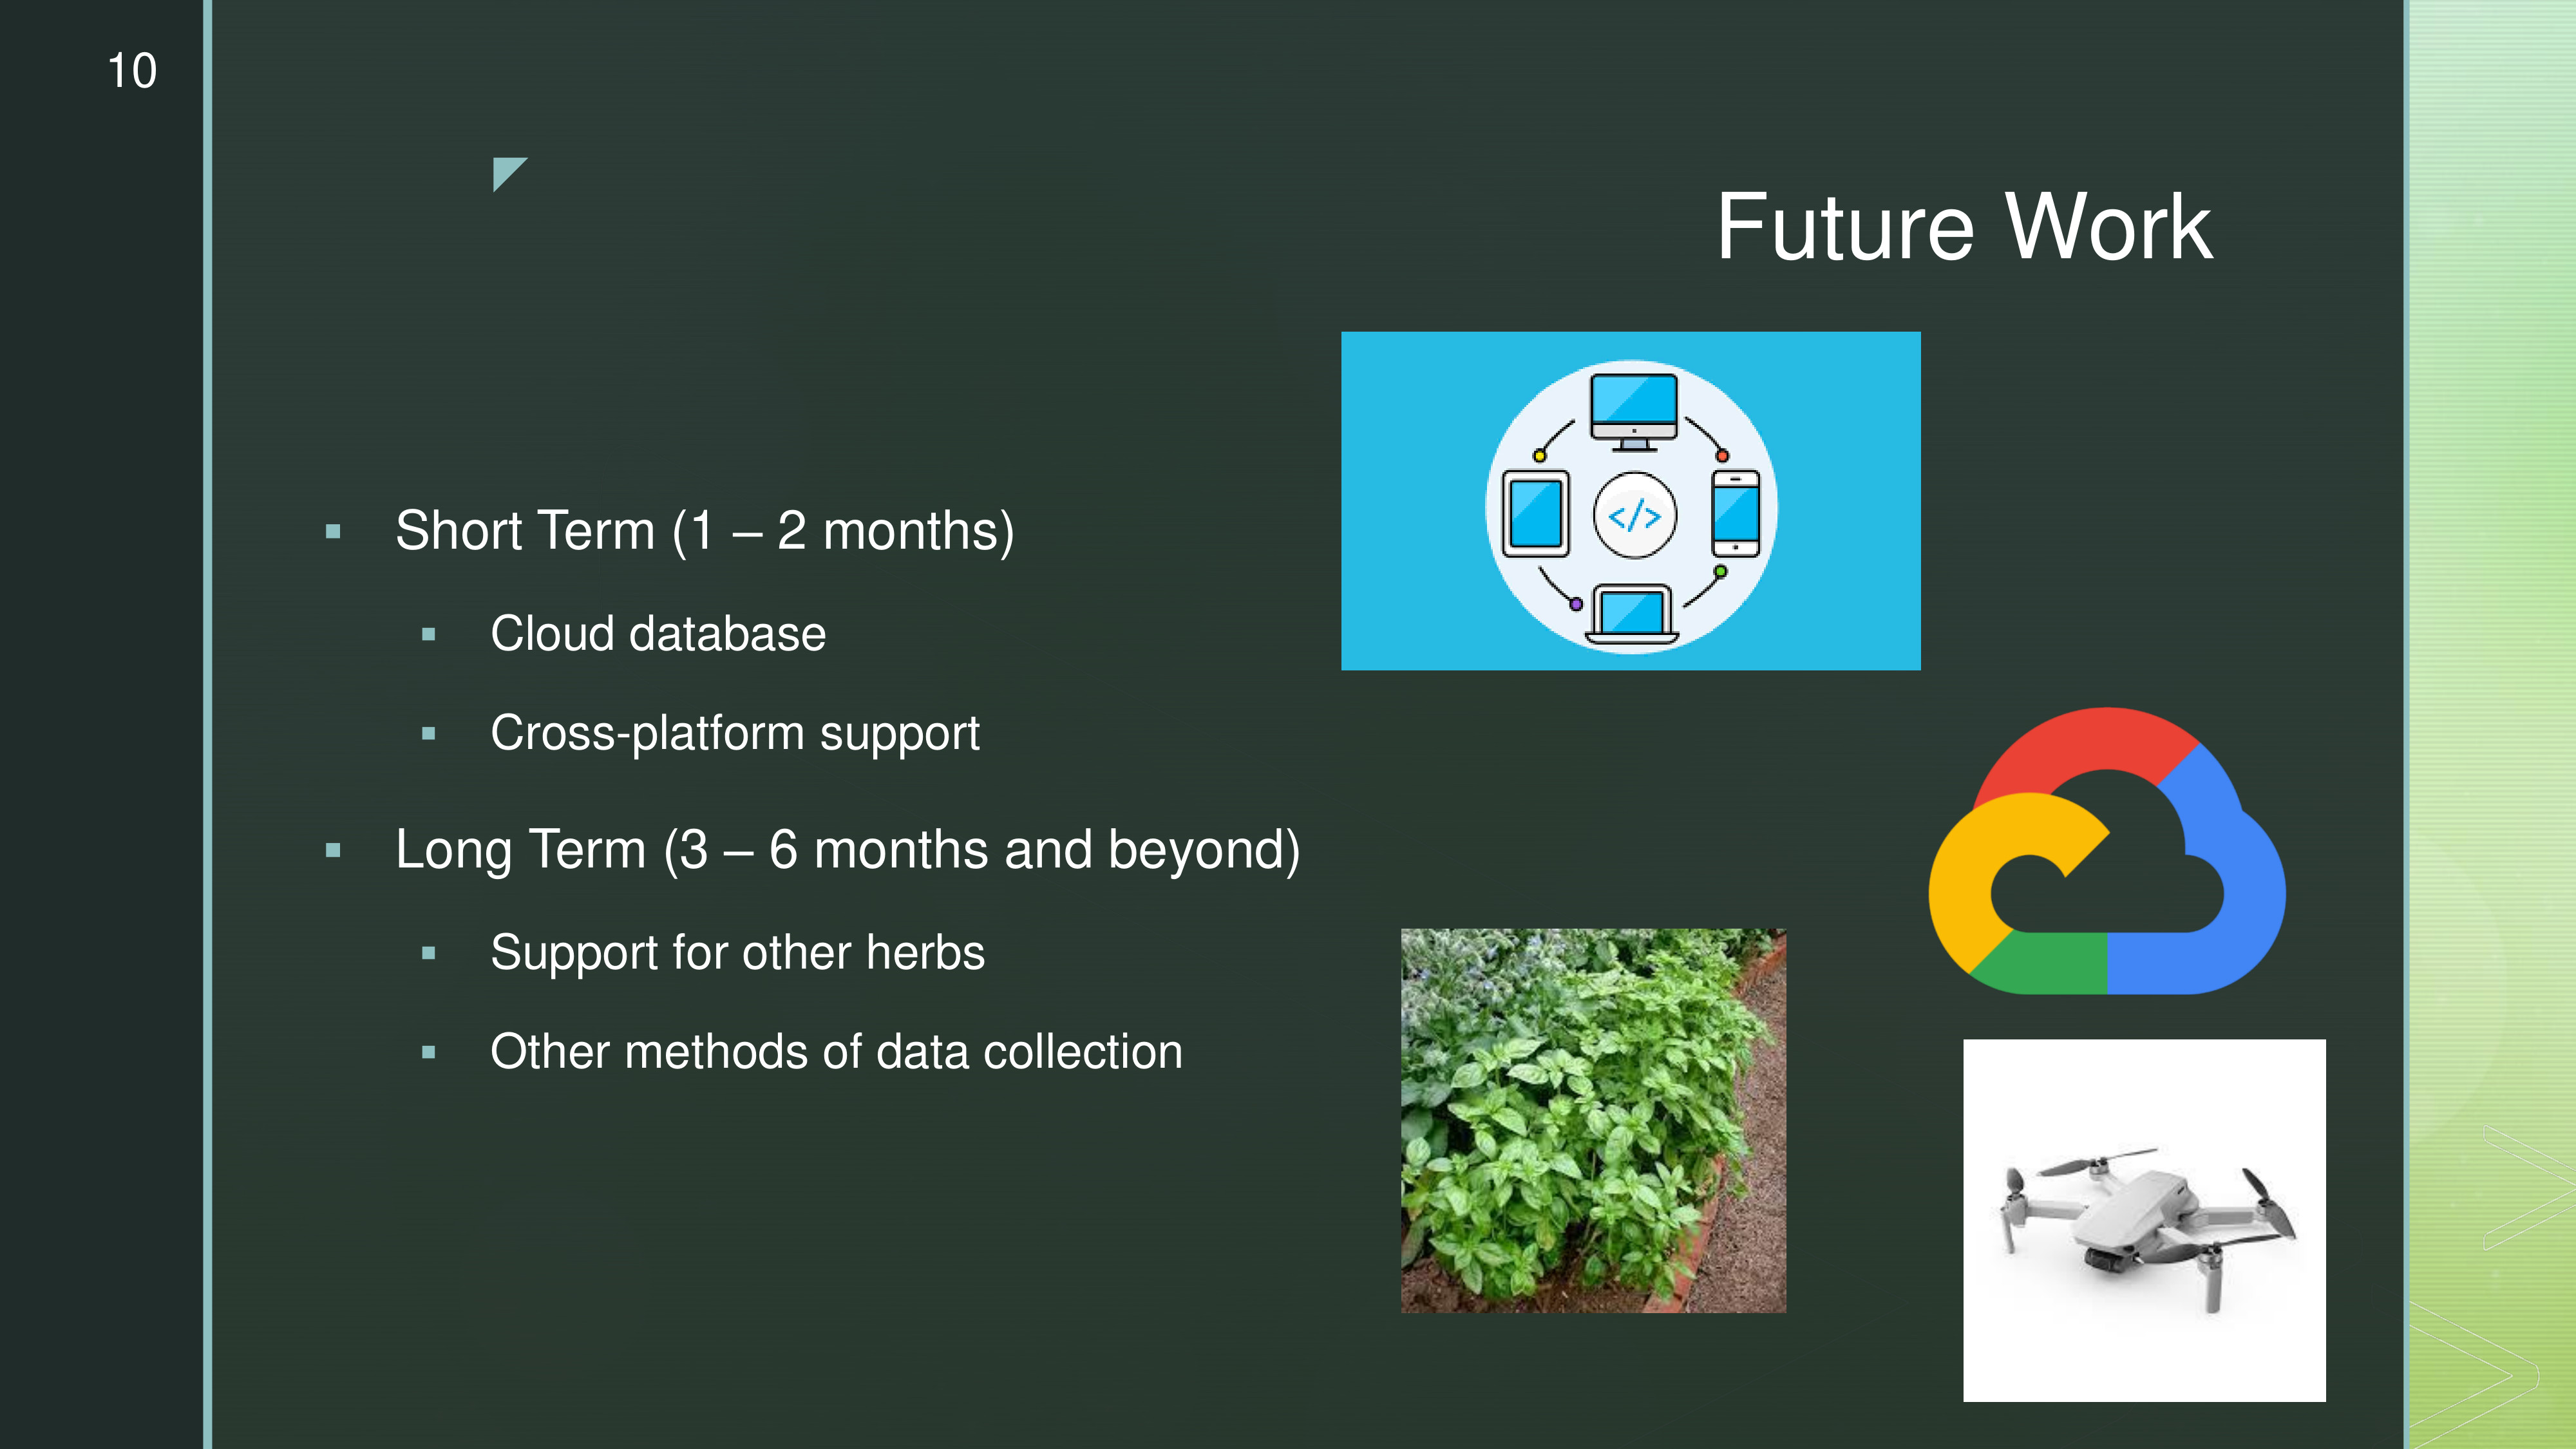 10
Future Work
Short Term (1 – 2 months)
Cloud database
Cross-platform support
Long Term (3 – 6 months and beyond)
Support for other herbs
Other methods of data collection
</>